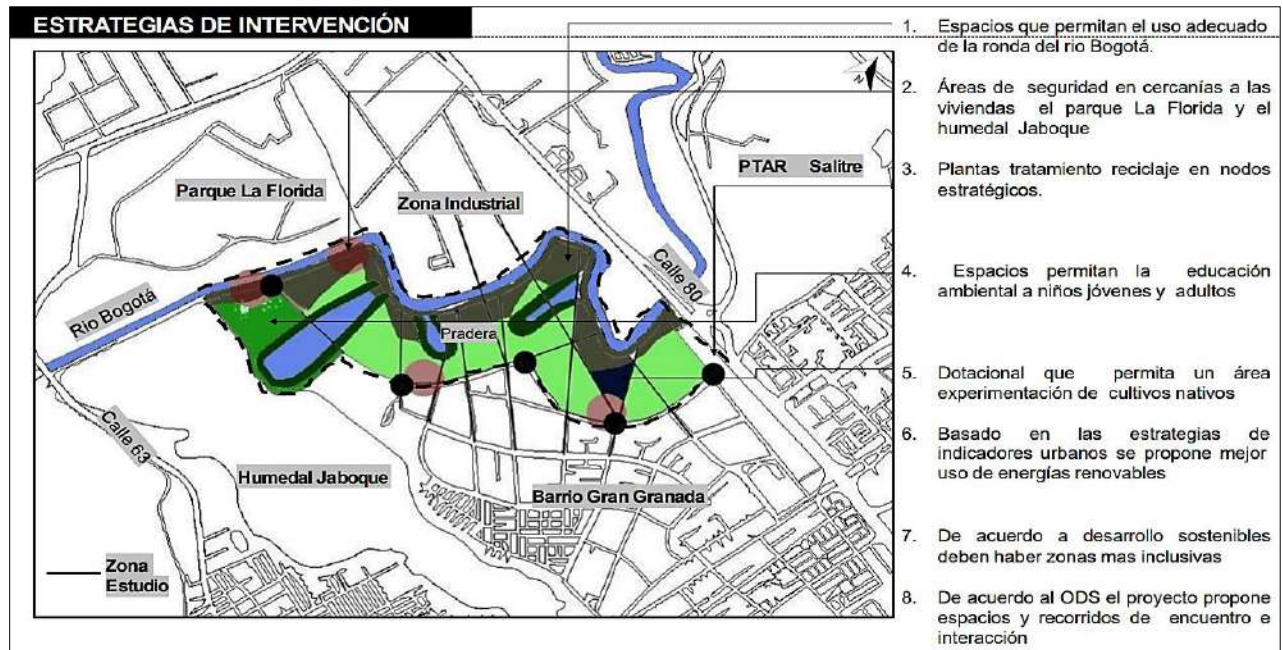 ESTRATEGIAS DE INTERVENCIÓN
1. Espacios que permitan el uso adecuado
de la ronda del rio Bogotá.
2. Áreas de seguridad en cercanías a las
viviendas el parque La Florida y el
humedal Jaboque
3. Plantas tratamiento reciclaje en nodos
estratégicos.
4. Espacios permitan la educación
ambiental a niños jóvenes y adultos
5. Dotacional que permita un área
experimentación de cultivos nativos
6. Basado en las estrategias de
indicadores urbanos se propone mejor
uso de energías renovables
7. De acuerdo a desarrollo sostenibles
deben haber zonas mas inclusivas
8. De acuerdo al ODS el proyecto propone
espacios y recorridos de encuentro e
interacción
N
PTAR Salitre
Parque La Florida
Zona Industrial
Calle 80
Rio Bogotá
Pradera
Calle 63
Humedal Jaboque
Barrio Gran Granada
Zona
Estudio